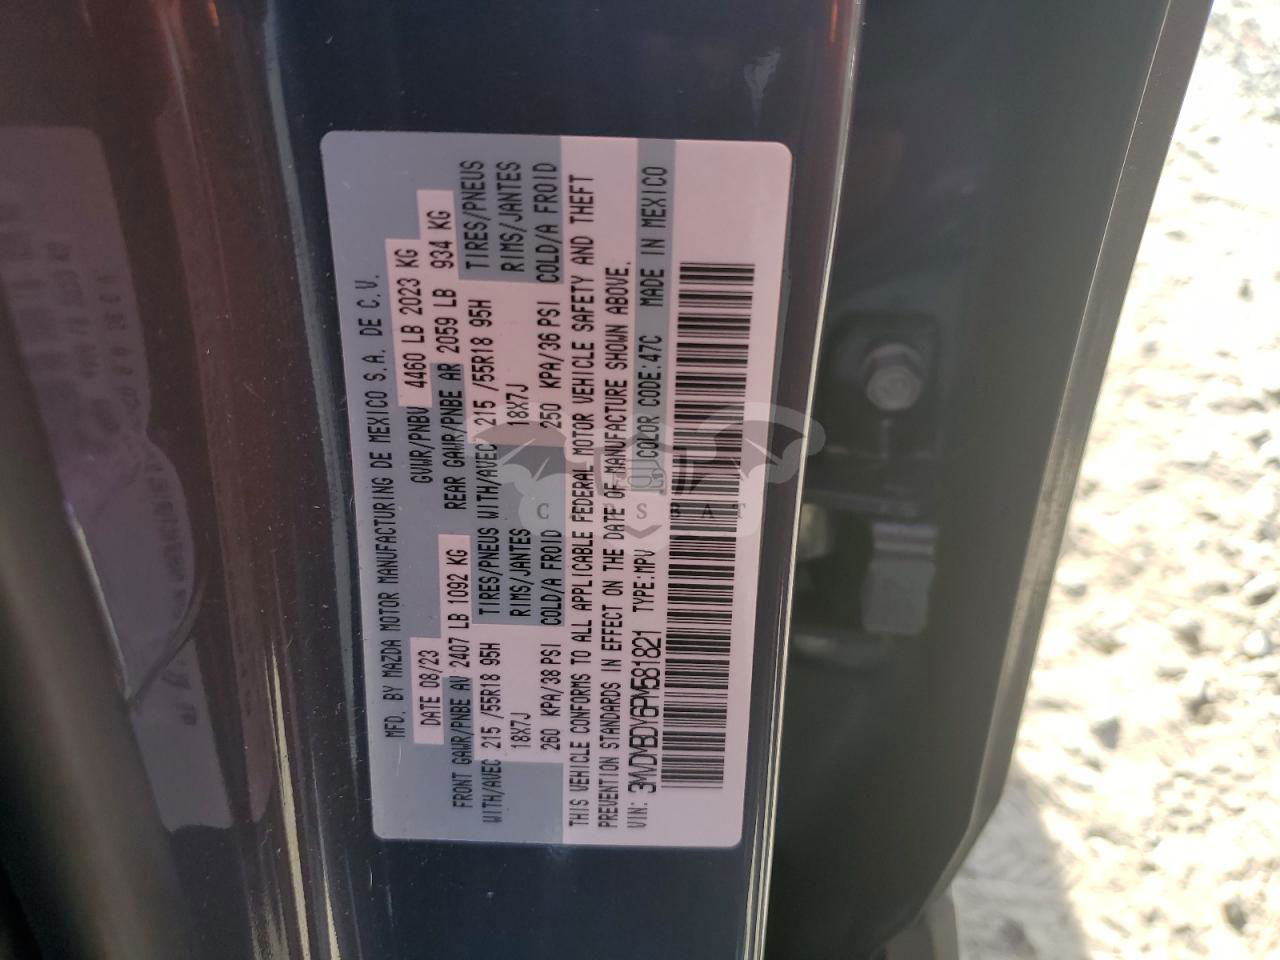 MFD. BY MAZDA MOTOR MANUFACTURING DE MEXICO S.A. DE C.V.
DATE 08/23 GVWR/PNBV 4460 LB 2023 KG
FRONT GAWR/PNBE AV 2407 LB 1092 KG REAR GAWR/PNBE AR 2059 LB 934 KG
WITH/AVEC 215 /55R18 95H TIRES/PNEUS WITH/AVEC 215 /55R18 95H TIRES/PNEUS
18X7J RIMS/JANTES 18X7J RIMS/JANTES
260 KPA/38 PSI COLD/A FROID 250 KPA/36 PSI COLD/A FROID
THIS VEHICLE CONFORMS TO ALL APPLICABLE FEDERAL MOTOR VEHICLE SAFETY AND THEFT
PREVENTION STANDARDS IN EFFECT ON THE DATE OF MANUFACTURE SHOWN ABOVE.
VIN: 3MVDMBDY6PM581821 TYPE:MPV COLOR CODE:47C MADE IN MEXICO